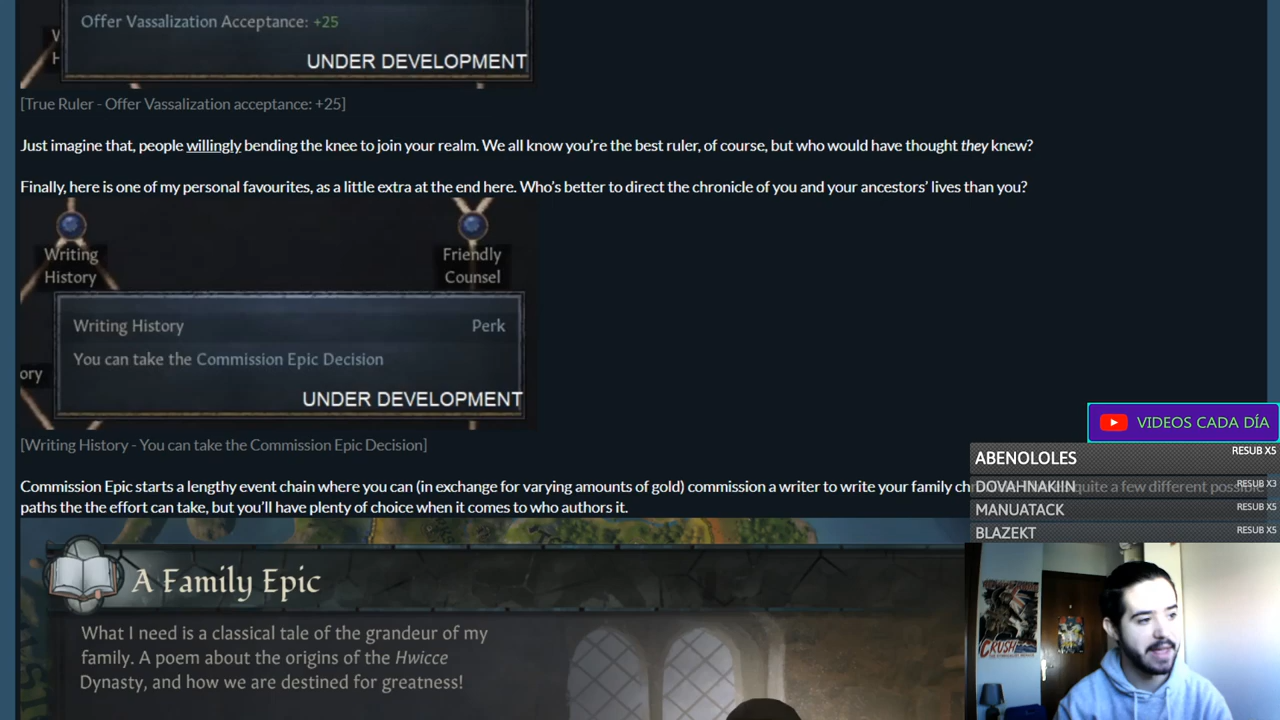 Offer Vassalization Acceptance: +25
UNDER DEVELOPMENT
[True Ruler - Offer Vassalization acceptance: +25]
Just imagine that, people willingly bending the knee to join your realm. We all know you're the best ruler, of course, but who would have thought they knew?
Finally, here is one of my personal favourites, as a little extra at the end here. Who's better to direct the chronicle of you and your ancestors' lives than you?
Writing
History
Friendly
Counsel
Writing History Perk
You can take the Commission Epic Decision
ory
UNDER DEVELOPMENT
[Writing History - You can take the Commission Epic Decision]
Commission Epic starts a lengthy event chain where you can (in exchange for varying amounts of gold) commission a writer to write your family ch quite a few different possible
paths the the effort can take, but you'll have plenty of choice when it comes to who authors it.
A Family Epic
What I need is a classical tale of the grandeur of my
family. A poem about the origins of the Hwicce
Dynasty, and how we are destined for greatness!
VIDEOS CADA DÍA
ABENOLOLES RESUB X5
DOVAHNAKIIN RESUB X3
MANUATACK RESUB X5
BLAZEKT RESUB X5
CRUSH